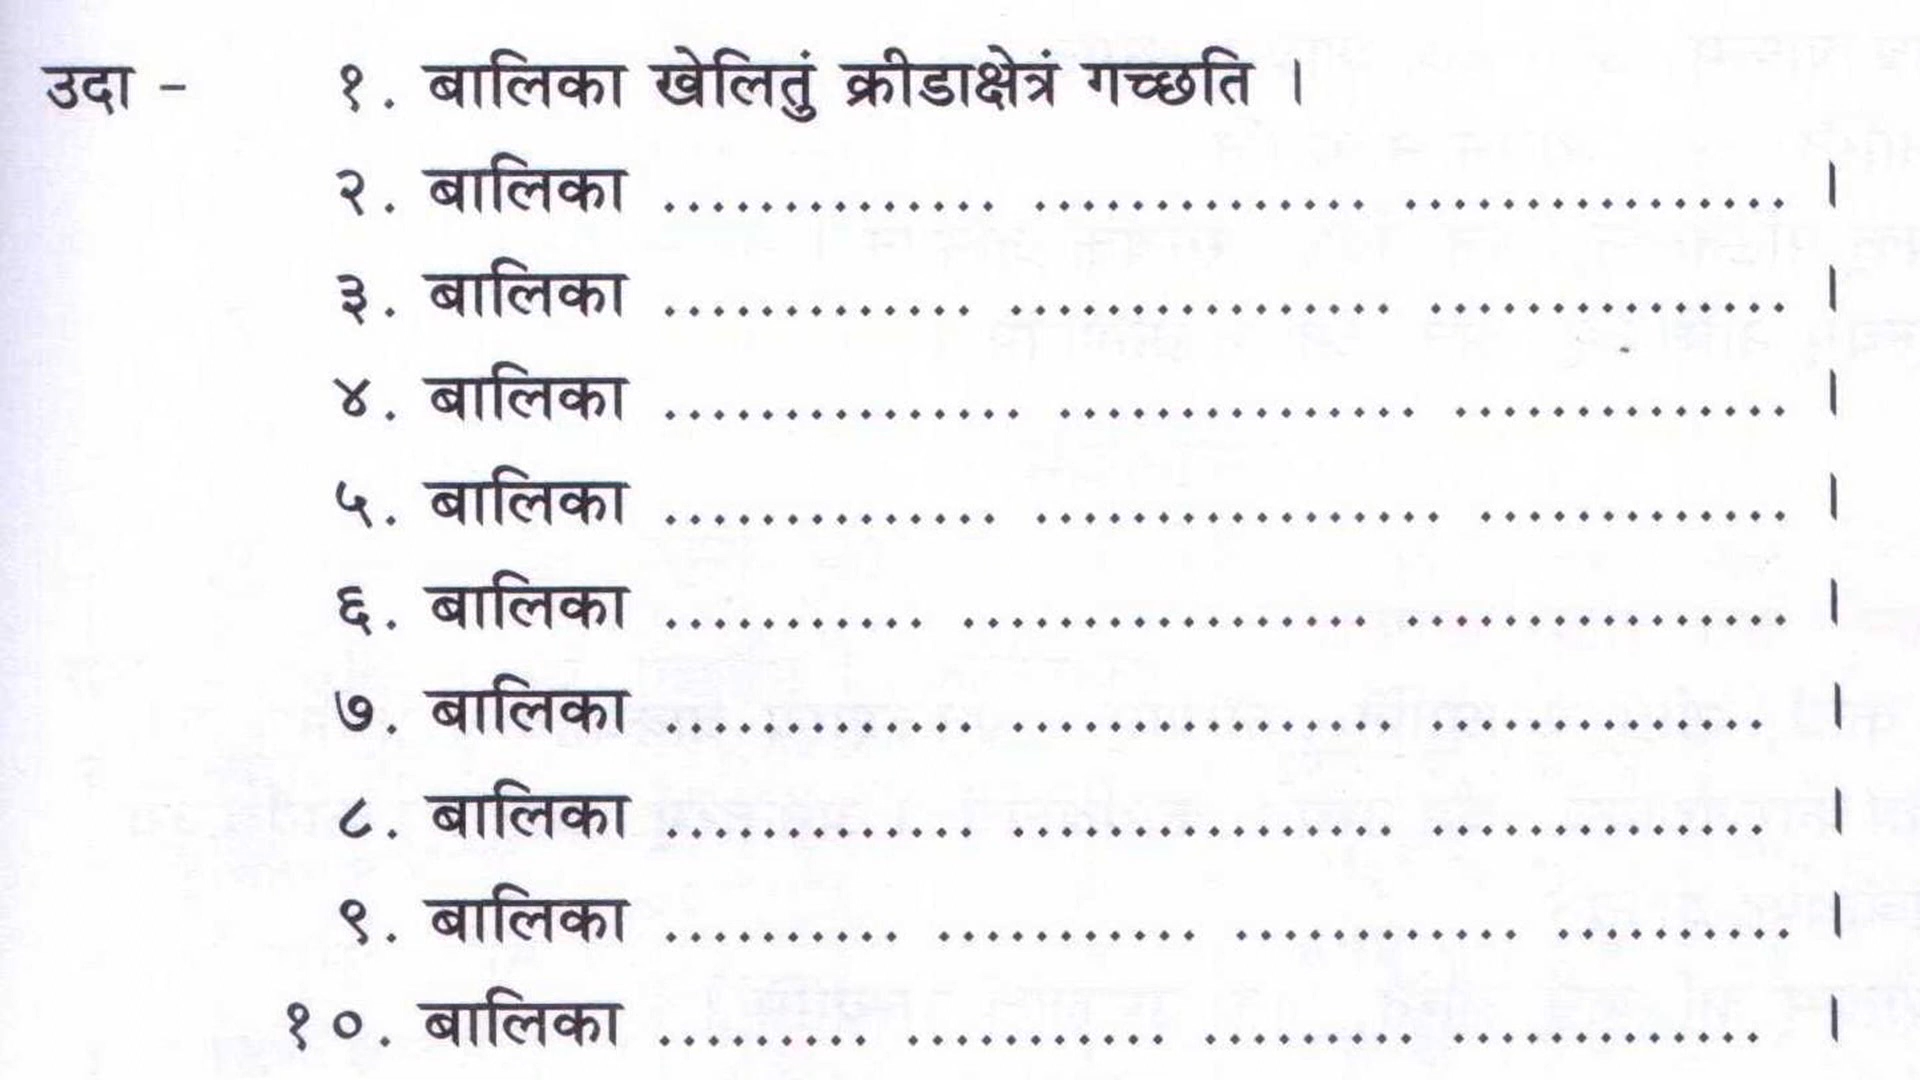 उदा - १. बालिका खेलितुं क्रीडाक्षेत्रं गच्छति ।
२. बालिका .............. .............. ................ ।
३. बालिका ............. ................ ............... ।
४. बालिका ............... ............... .............. ।
५. बालिका .............. ................. ............. ।
६. बालिका ........... ................. ................ ।
७. बालिका ............. ................ .............. ।
८. बालिका ............. ................ .............. ।
९. बालिका .......... ........... ............ .......... ।
१०. बालिका ......... ........... ......... ............. ।